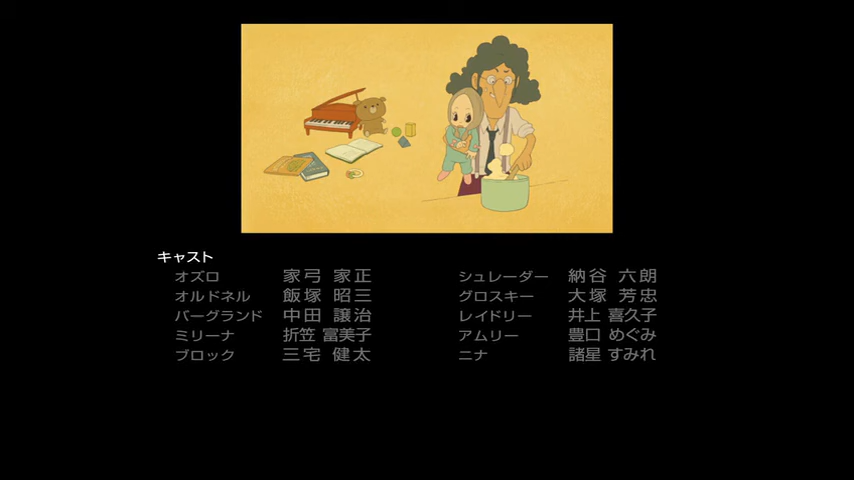 キャスト
オズロ 家弓 家正 シュレーダー 納谷 六朗
オルドネル 飯塚 昭三 グロスキー 大塚 芳忠
バーグランド 中田 譲治 レイドリー 井上 喜久子
ミリーナ 折笠 富美子 アムリー 豊口 めぐみ
ブロック 三宅 健太 ニナ 諸星 すみれ